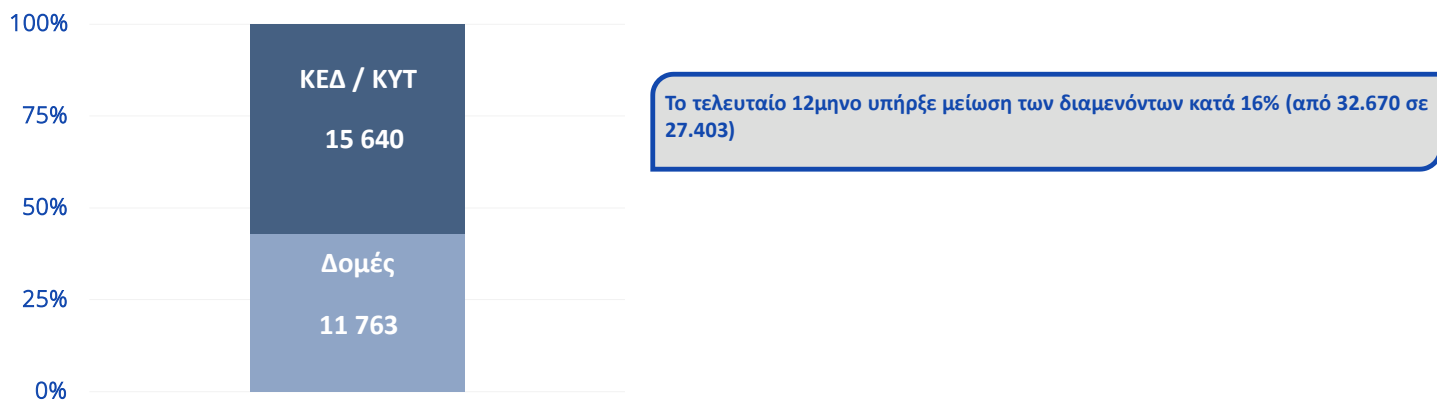 100%
75%
50%
25%
0%
ΚΕΔ / ΚΥΤ
15 640
Δομές
11 763
Το τελευταίο 12μηνο υπήρξε μείωση των διαμενόντων κατά 16% (από 32.670 σε
27.403)